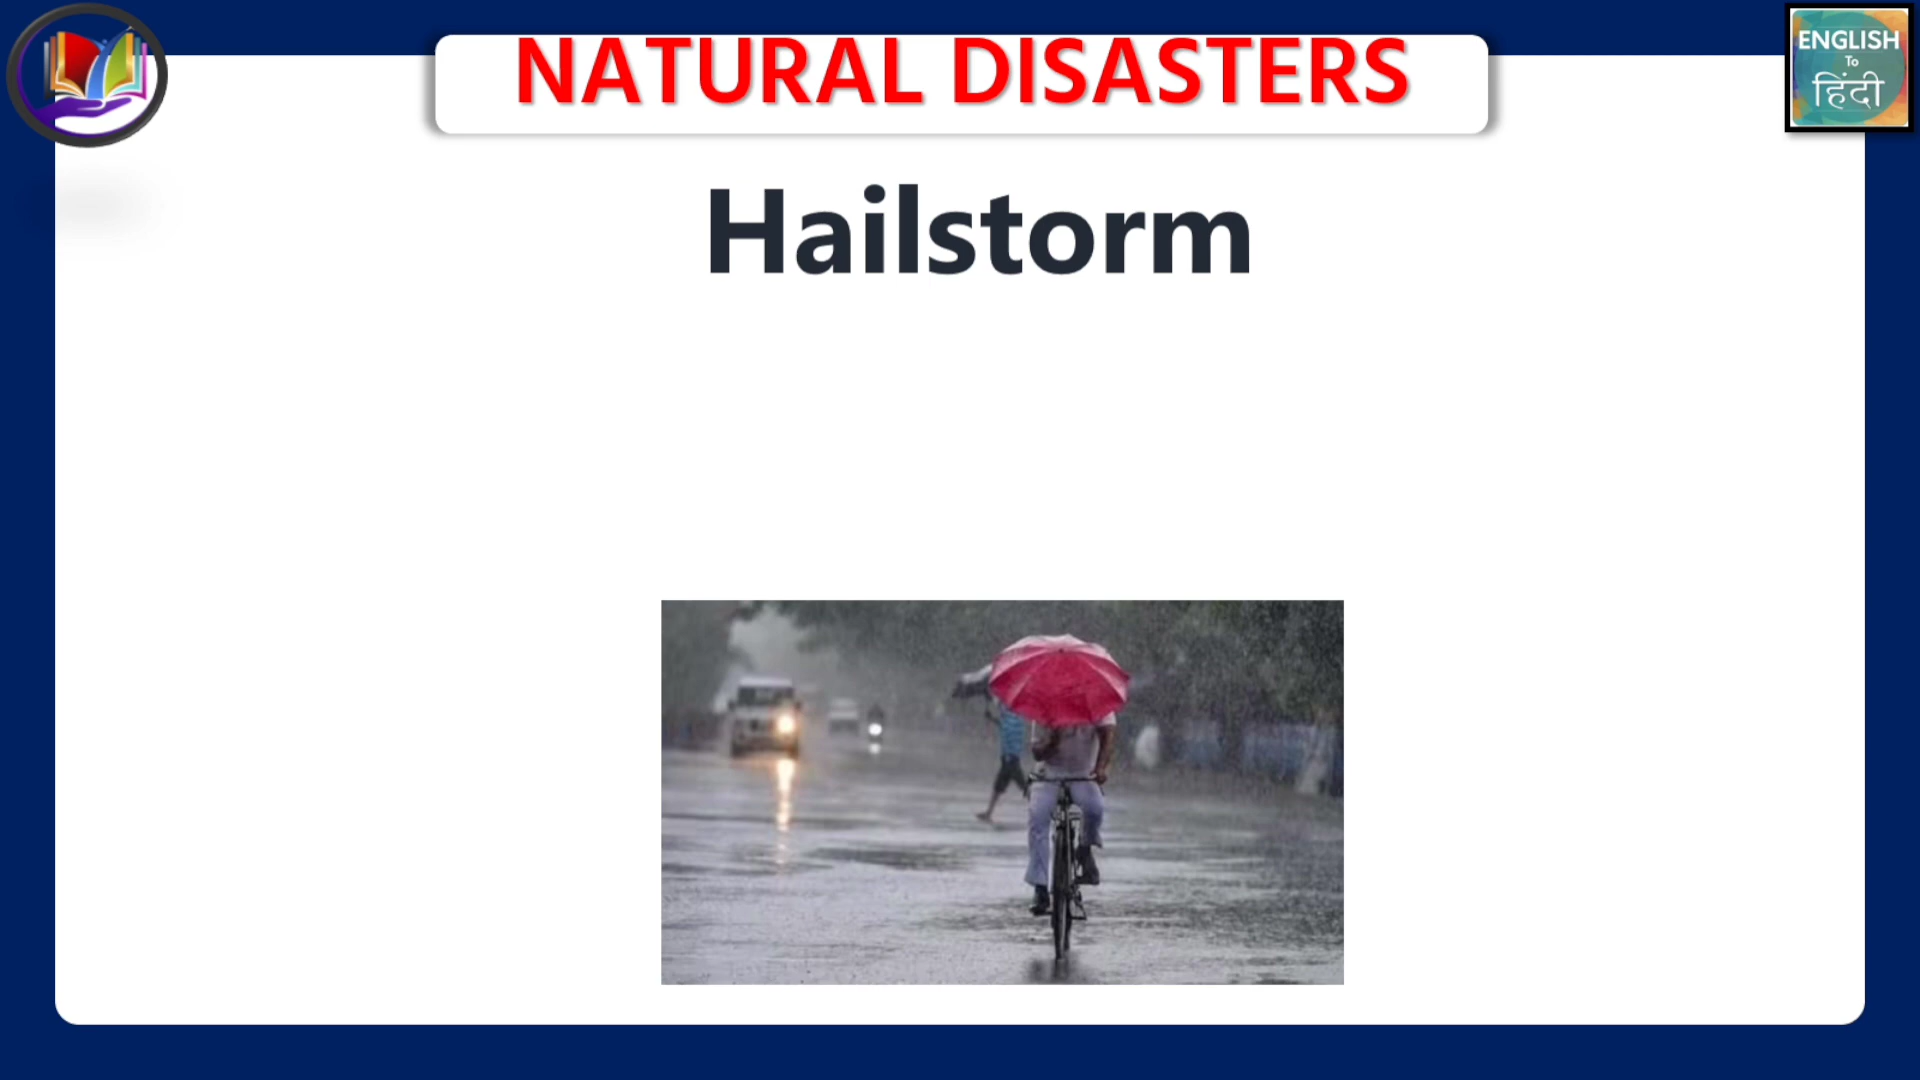 NATURAL DISASTERS
ENGLISH
To
हिंदी
Hailstorm